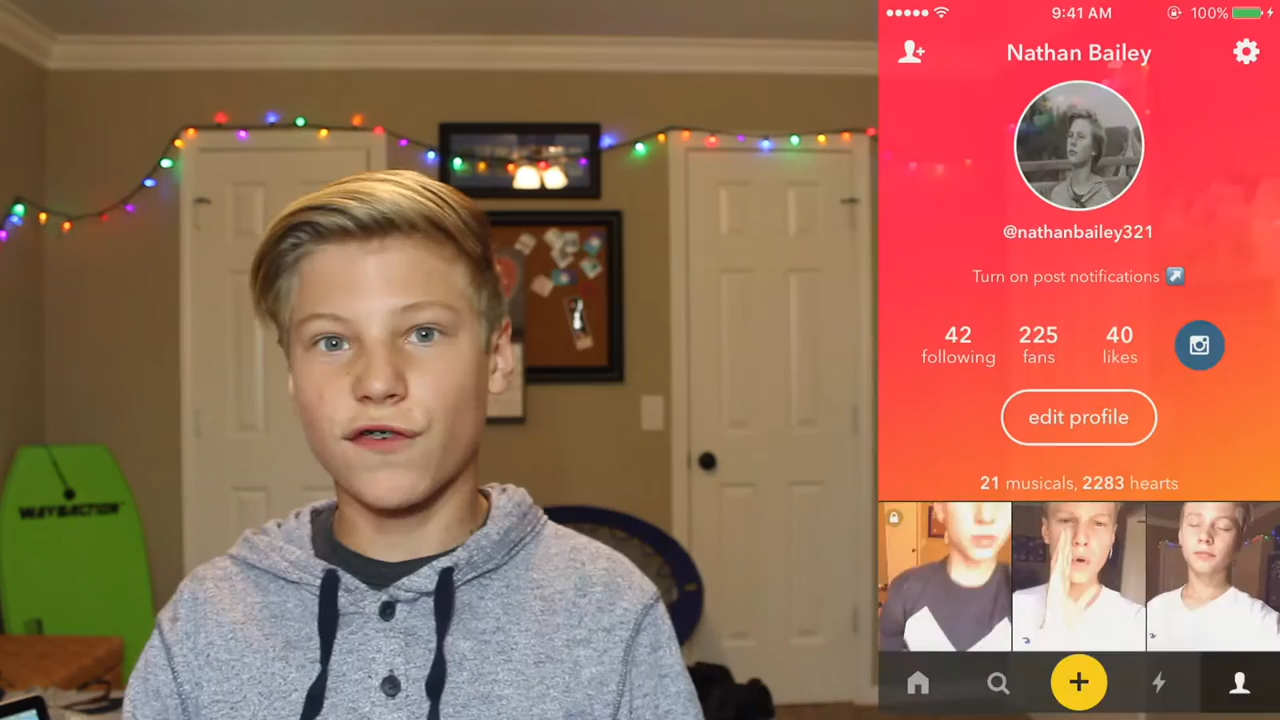 9:41 AM
100%
Nathan Bailey
@nathanbailey321
Turn on post notifications
42
225
40
following
fans
likes
edit profile
21 musicals, 2283 hearts
WAVEACTION